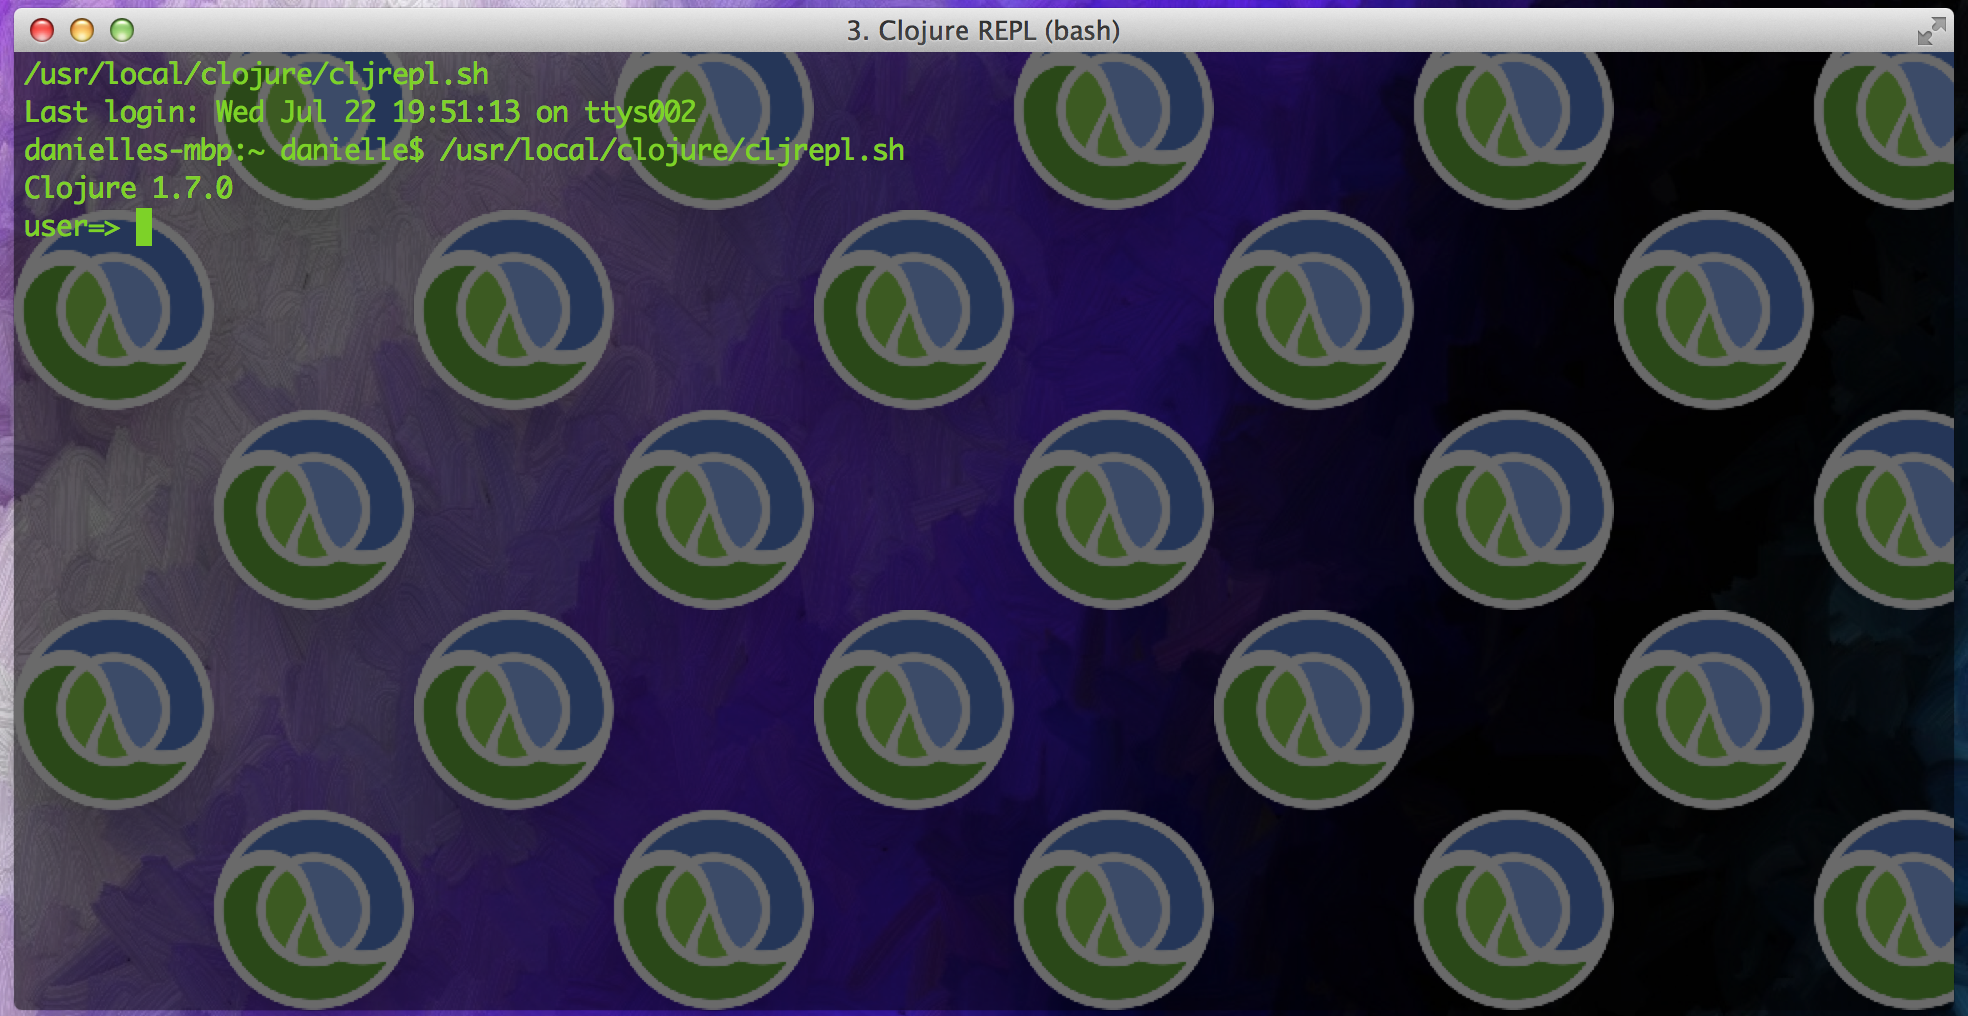 3. Clojure REPL (bash)
/usr/local/clojure/cljrepl.sh
Last login: Wed Jul 22 19:51:13 on ttys002
danielles-mbp:~ danielle$ /usr/local/clojure/cljrepl.sh
Clojure 1.7.0
user=>